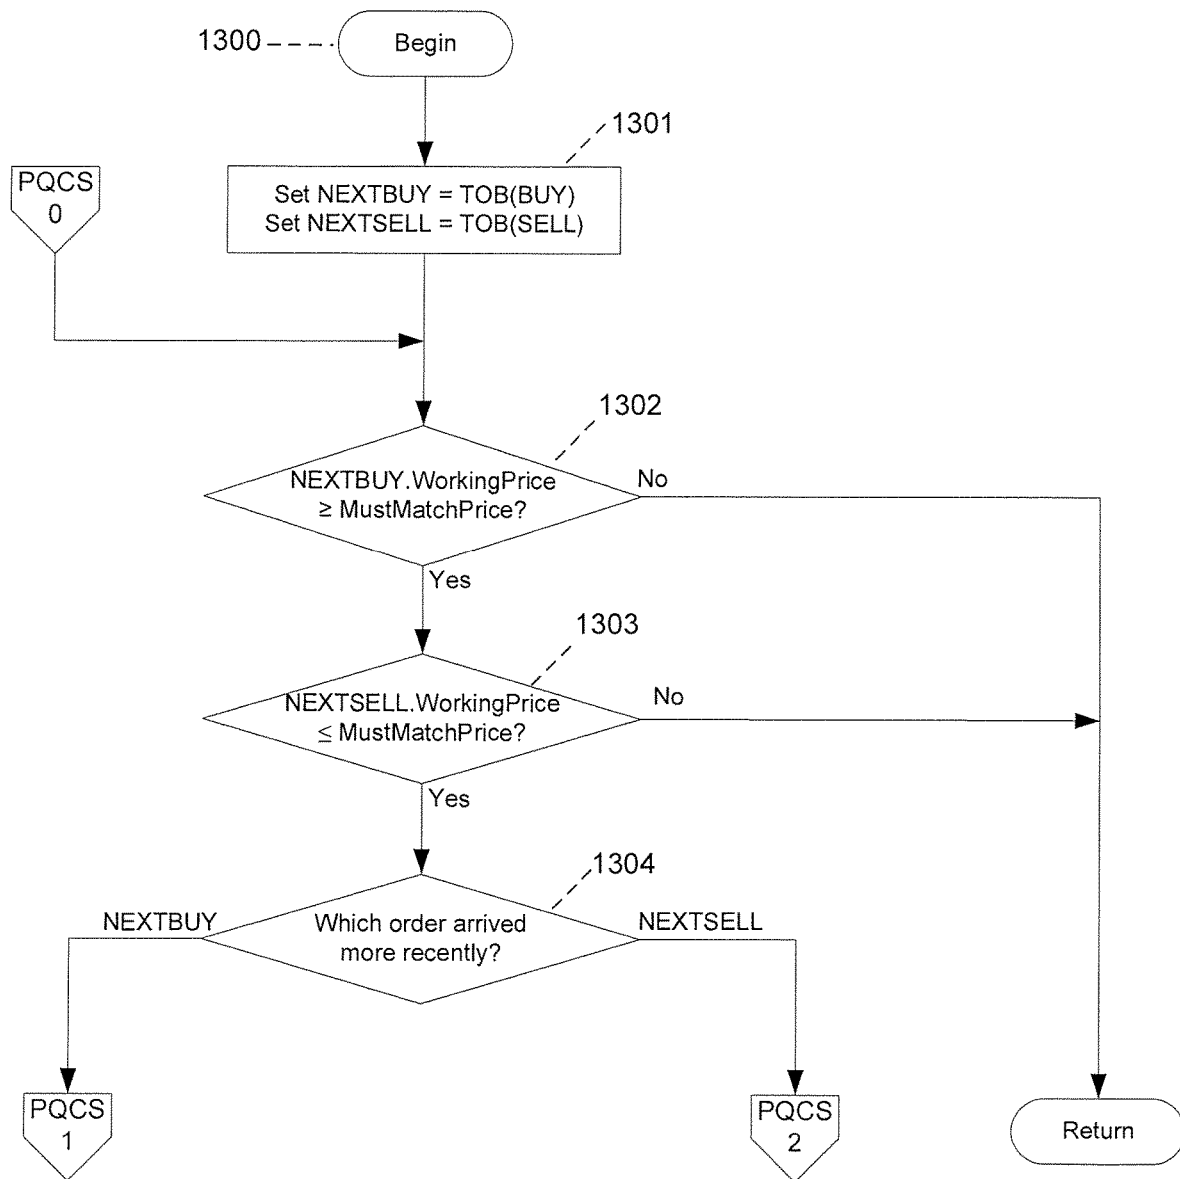 1300
Begin
1301
PQCS
0
Set NEXTBUY = TOB(BUY)
Set NEXTSELL = TOB(SELL)
1302
NEXTBUY.WorkingPrice
≥ MustMatchPrice?
No
Yes
1303
NEXTSELL.WorkingPrice
≤ MustMatchPrice?
No
Yes
1304
NEXTBUY
Which order arrived
more recently?
NEXTSELL
PQCS
1
PQCS
2
Return